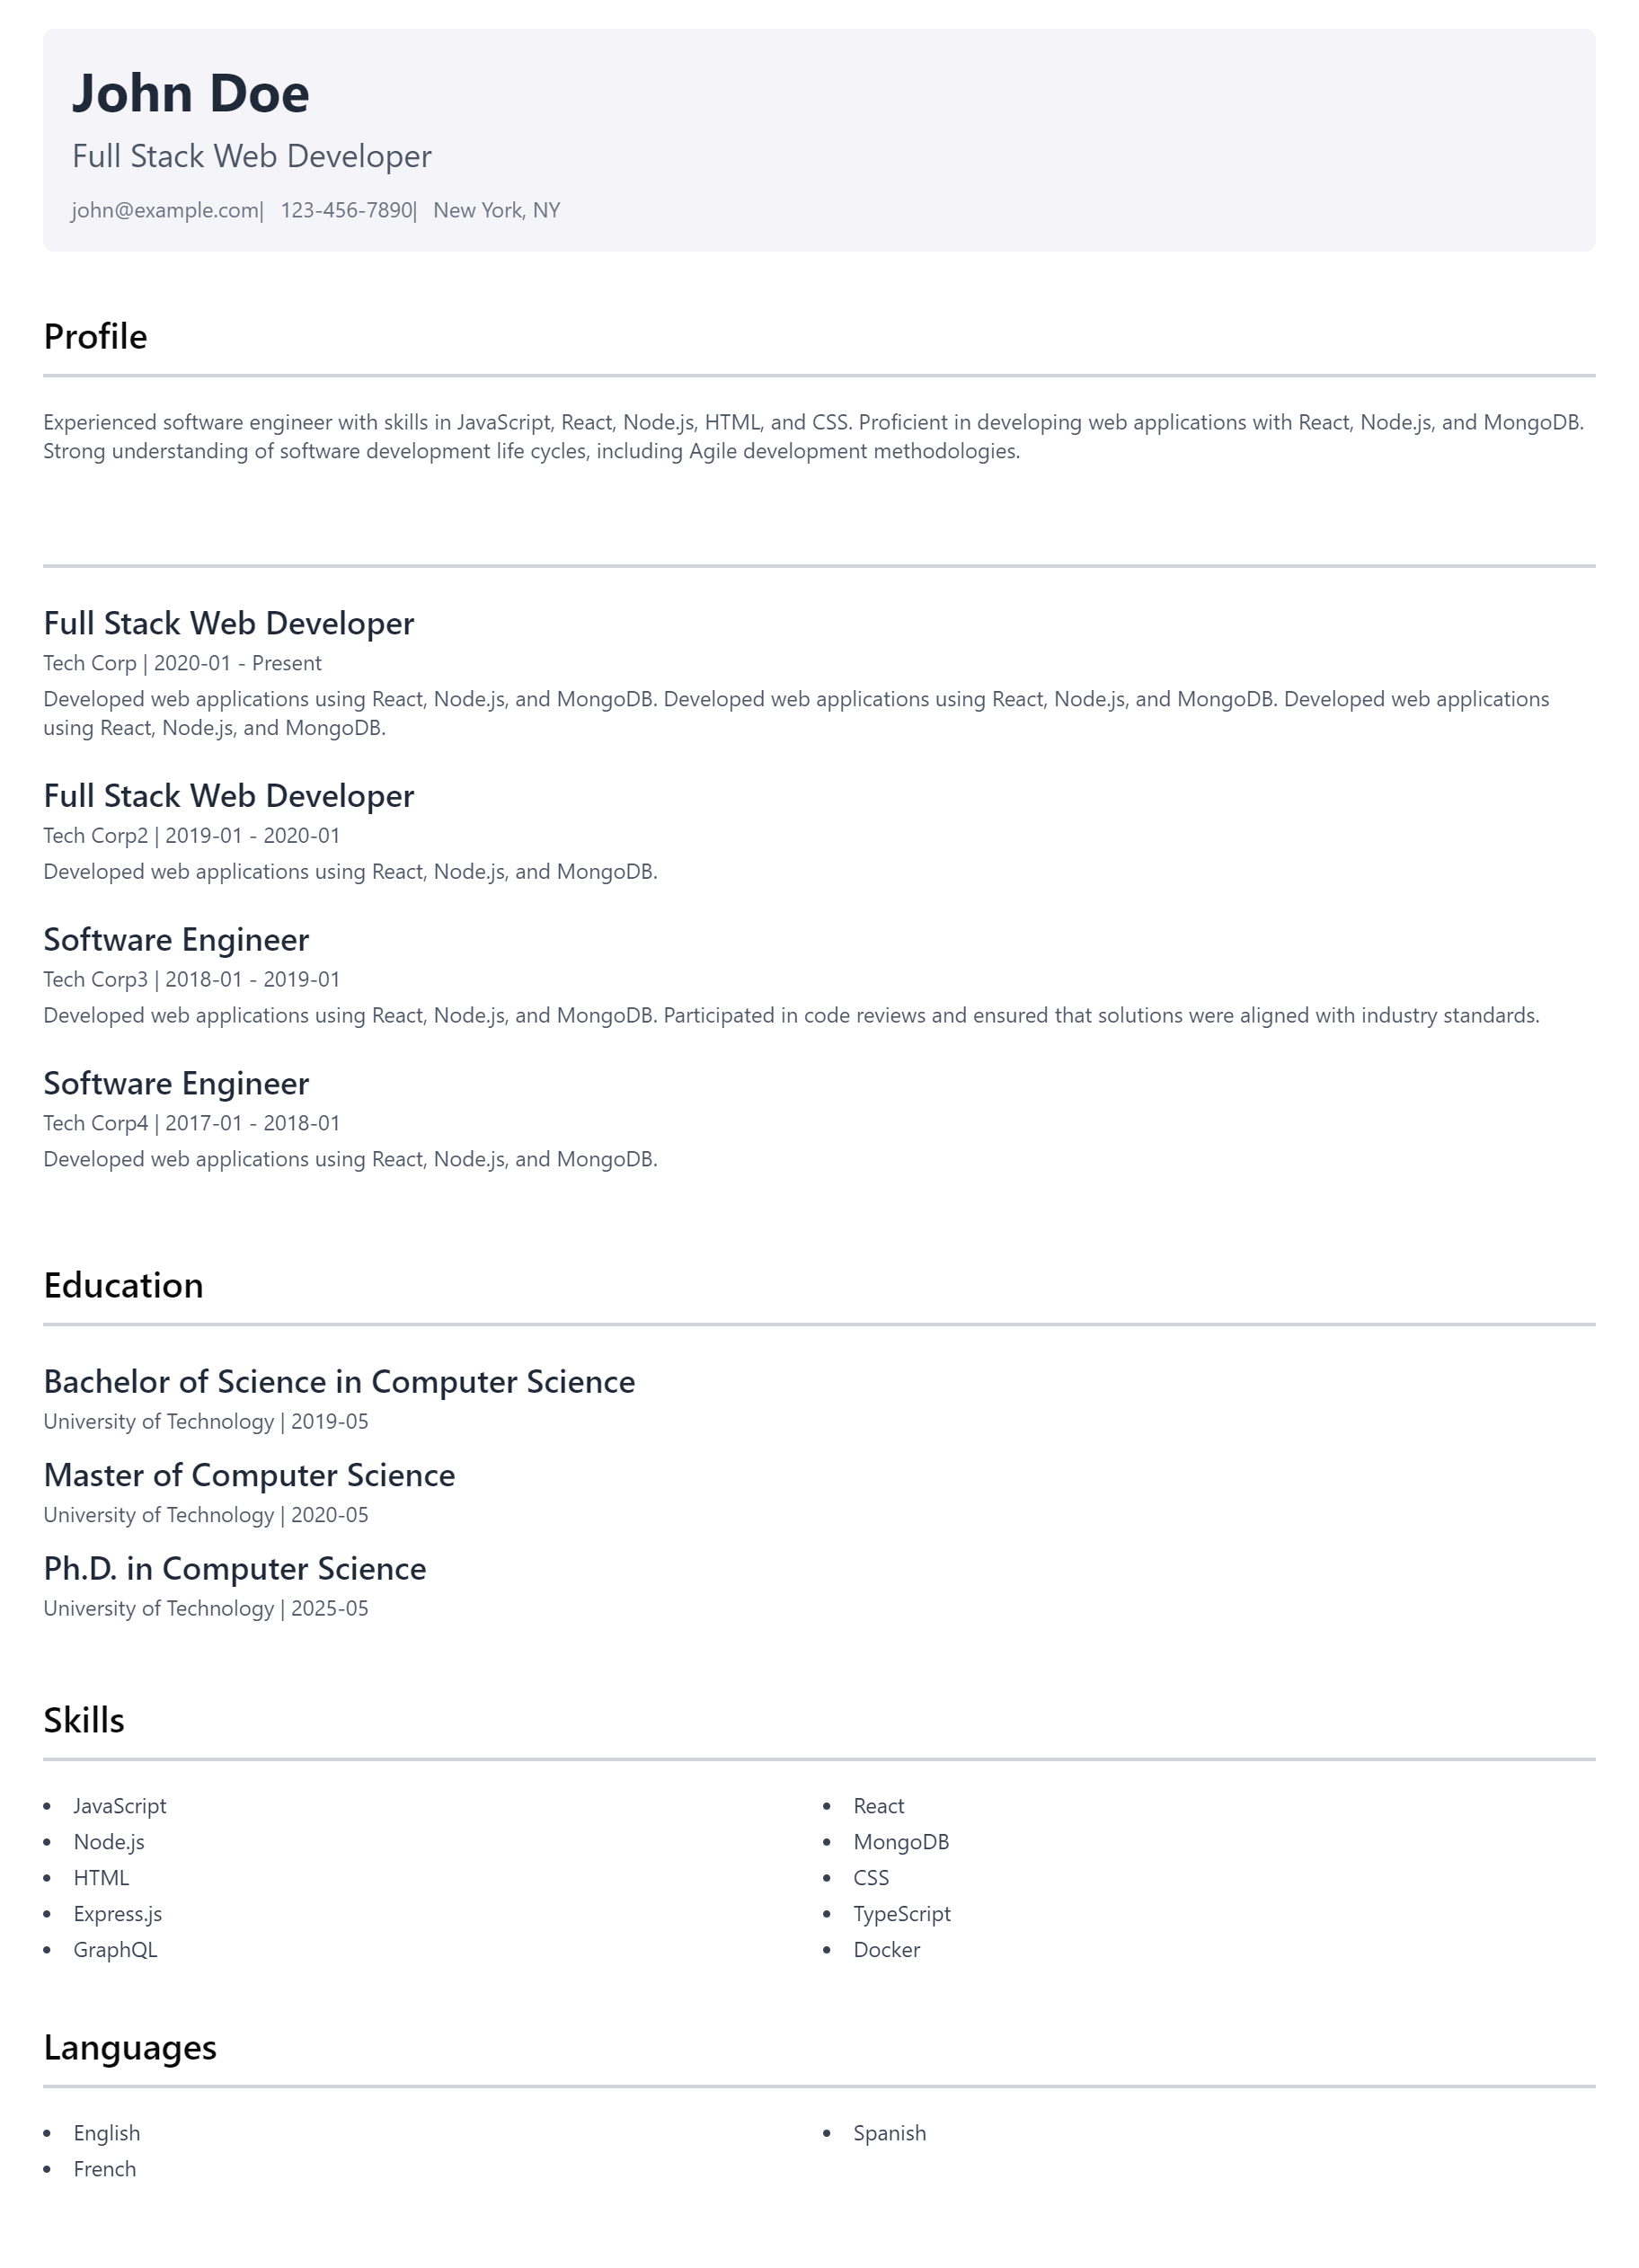 John Doe
Full Stack Web Developer
john@example.com| 123-456-7890| New York, NY
Profile
Experienced software engineer with skills in JavaScript, React, Node.js, HTML, and CSS. Proficient in developing web applications with React, Node.js, and MongoDB.
Strong understanding of software development life cycles, including Agile development methodologies.
Full Stack Web Developer
Tech Corp | 2020-01 - Present
Developed web applications using React, Node.js, and MongoDB. Developed web applications using React, Node.js, and MongoDB. Developed web applications
using React, Node.js, and MongoDB.
Full Stack Web Developer
Tech Corp2 | 2019-01 - 2020-01
Developed web applications using React, Node.js, and MongoDB.
Software Engineer
Tech Corp3 | 2018-01 - 2019-01
Developed web applications using React, Node.js, and MongoDB. Participated in code reviews and ensured that solutions were aligned with industry standards.
Software Engineer
Tech Corp4 | 2017-01 - 2018-01
Developed web applications using React, Node.js, and MongoDB.
Education
Bachelor of Science in Computer Science
University of Technology | 2019-05
Master of Computer Science
University of Technology | 2020-05
Ph.D. in Computer Science
University of Technology | 2025-05
Skills
• JavaScript • React
• Node.js • MongoDB
• HTML • CSS
• Express.js • TypeScript
• GraphQL • Docker
Languages
• English • Spanish
• French